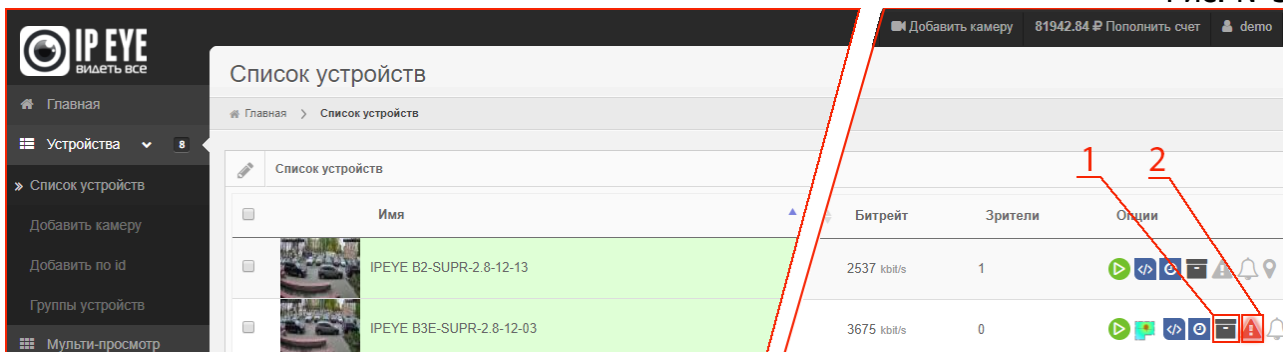 Добавить камеру 81942.84 ₽ Пополнить счет demo
IP EYE
видеть все
Список устройств
Главная
Главная > Список устройств
Устройства 8
1 2
Список устройств
» Список устройств
Имя Битрейт Зрители Опции
Добавить камеру
Добавить по id
IPEYE B2-SUPR-2.8-12-13 2537 kbit/s 1
Группы устройств
IPEYE B3E-SUPR-2.8-12-03 3675 kbit/s 0
Мульти-просмотр